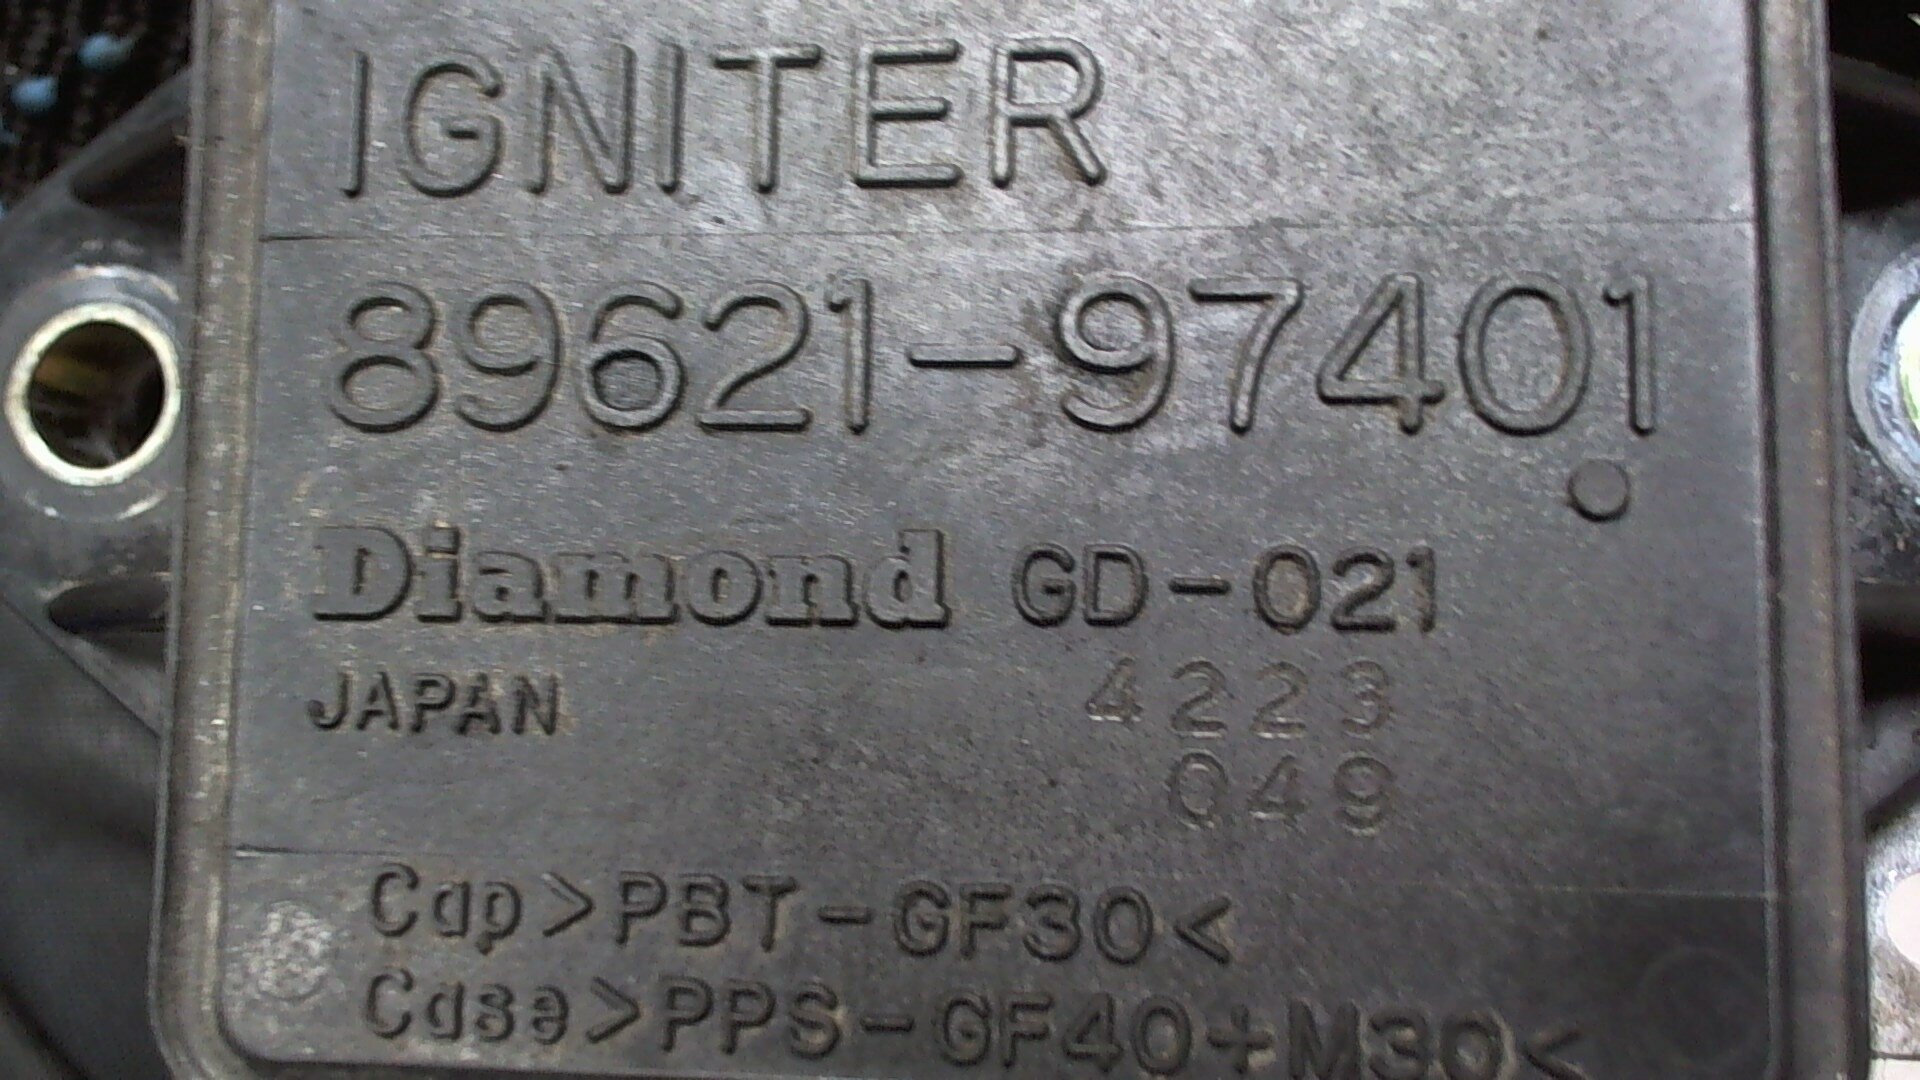 IGNITER
89621-97401
Diamond GD-021
JAPAN 4223
049
Cap>PBT-GF30<
Case>PPS-GF40+M30<